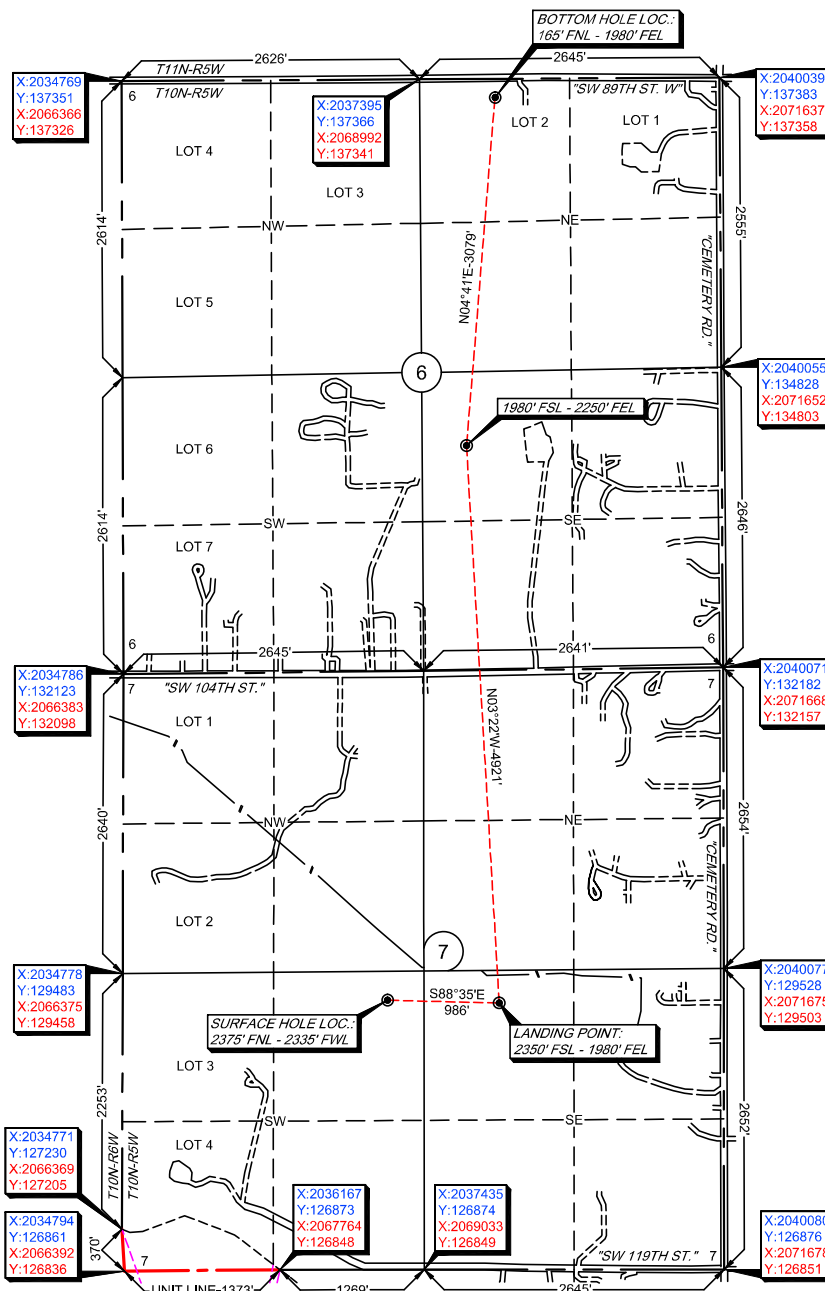 BOTTOM HOLE LOC.:
165' FNL - 1980' FEL
2626'
2645'
T11N-R5W
T10N-R5W
"SW 89TH ST. W"
X:2034769
Y:137351
X:2066366
Y:137326
X:2037395
Y:137366
X:2068992
Y:137341
X:2040039
Y:137383
X:2071637
Y:137358
6
LOT 4
LOT 3
LOT 2
LOT 1
NW
NE
2614'
2555'
"CEMETERY RD."
N04°41'E-3079'
LOT 5
6
X:2040055
Y:134828
X:2071652
Y:134803
1980' FSL - 2250' FEL
LOT 6
2614'
2646'
SW
SE
LOT 7
6
2645'
2641'
6
X:2034786
Y:132123
X:2066383
Y:132098
7
"SW 104TH ST."
7
X:2040071
Y:132182
X:2071668
Y:132157
LOT 1
N03°22'W-4921'
2640'
2654'
NW
NE
"CEMETERY RD."
LOT 2
7
X:2034778
Y:129483
X:2066375
Y:129458
X:2040077
Y:129528
X:2071675
Y:129503
S88°35'E
986'
SURFACE HOLE LOC.:
2375' FNL - 2335' FWL
LANDING POINT:
2350' FSL - 1980' FEL
LOT 3
2253'
2652'
SW
SE
LOT 4
T10N-R6W
T10N-R5W
X:2034771
Y:127230
X:2066369
Y:127205
X:2034794
Y:126861
X:2066392
Y:126836
370'
7
X:2036167
Y:126873
X:2067764
Y:126848
X:2037435
Y:126874
X:2069033
Y:126849
"SW 119TH ST."
7
X:2040080
Y:126876
X:2071678
Y:126851
UNIT LINE-1373'
1269'
2645'